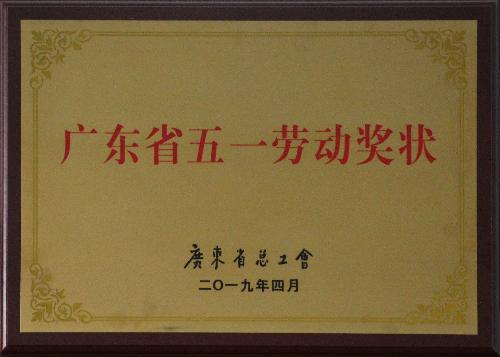 广东省五一劳动奖状
廣東省总工會
二〇一九年四月